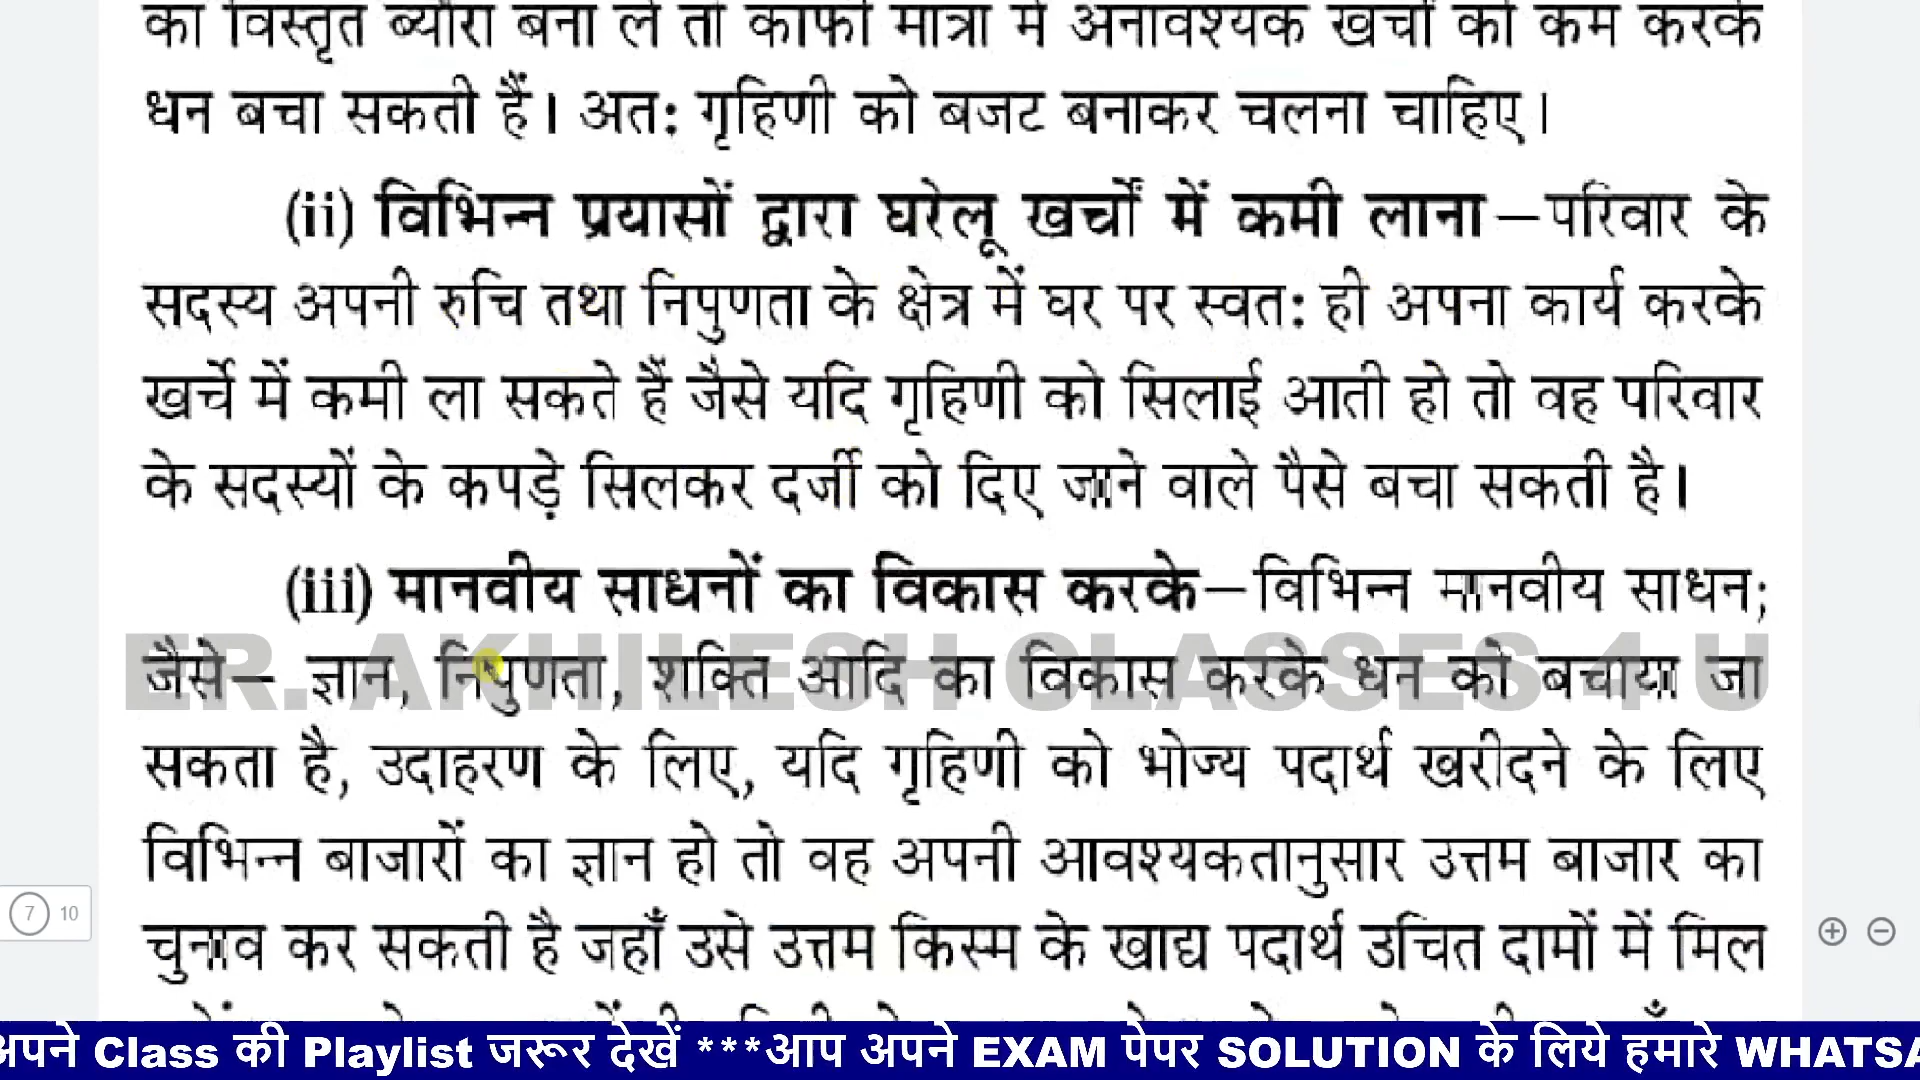 का विस्तृत ब्यौरा बना लें तो काफी मात्रा में अनावश्यक खर्चों को कम करके
धन बचा सकती हैं। अतः गृहिणी को बजट बनाकर चलना चाहिए।
(ii) विभिन्न प्रयासों द्वारा घरेलू खर्चों में कमी लाना—परिवार के
सदस्य अपनी रुचि तथा निपुणता के क्षेत्र में घर पर स्वतः ही अपना कार्य करके
खर्चे में कमी ला सकते हैं जैसे यदि गृहिणी को सिलाई आती हो तो वह परिवार
के सदस्यों के कपड़े सिलकर दर्जी को दिए जाने वाले पैसे बचा सकती है।
(iii) मानवीय साधनों का विकास करके—विभिन्न मानवीय साधन;
जैसे— ज्ञान, निपुणता, शक्ति आदि का विकास करके धन को बचाया जा
ER. AKHILESH CLASSES 4 U
सकता है, उदाहरण के लिए, यदि गृहिणी को भोज्य पदार्थ खरीदने के लिए
विभिन्न बाजारों का ज्ञान हो तो वह अपनी आवश्यकतानुसार उत्तम बाजार का
चुनाव कर सकती है जहाँ उसे उत्तम किस्म के खाद्य पदार्थ उचित दामों में मिल
7 10
अपने Class की Playlist जरूर देखें ***आप अपने EXAM पेपर SOLUTION के लिये हमारे WHATSA